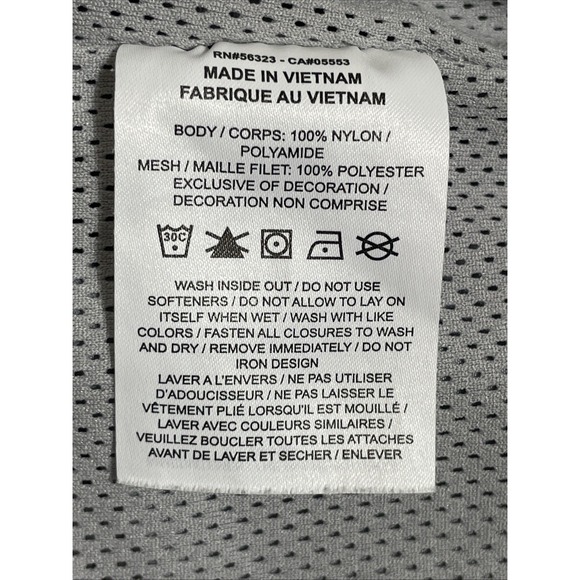 RN#56323 - CA#05553
MADE IN VIETNAM
FABRIQUE AU VIETNAM
BODY / CORPS: 100% NYLON /
POLYAMIDE
MESH / MAILLE FILET: 100% POLYESTER
EXCLUSIVE OF DECORATION /
DECORATION NON COMPRISE
30C
WASH INSIDE OUT / DO NOT USE
SOFTENERS / DO NOT ALLOW TO LAY ON
ITSELF WHEN WET / WASH WITH LIKE
COLORS / FASTEN ALL CLOSURES TO WASH
AND DRY / REMOVE IMMEDIATELY / DO NOT
IRON DESIGN
LAVER A L'ENVERS / NE PAS UTILISER
D'ADOUCISSEUR / NE PAS LAISSER LE
VÊTEMENT PLIÉ LORSQU'IL EST MOUILLÉ /
LAVER AVEC COULEURS SIMILAIRES /
VEUILLEZ BOUCLER TOUTES LES ATTACHES
AVANT DE LAVER ET SECHER / ENLEVER